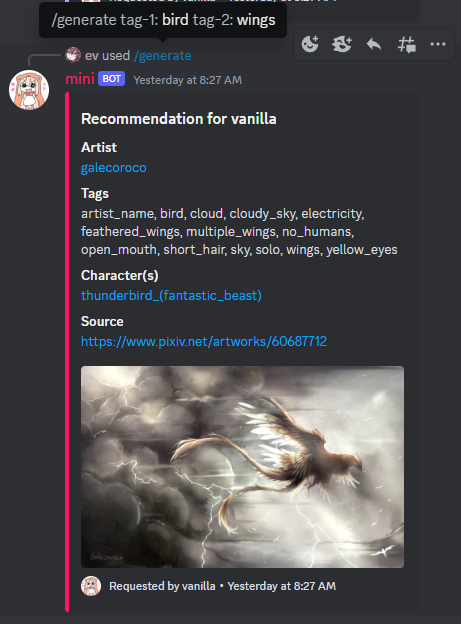 /generate tag-1: bird tag-2: wings
ev used /generate
mini BOT Yesterday at 8:27 AM
Recommendation for vanilla
Artist
galecoroco
Tags
artist_name, bird, cloud, cloudy_sky, electricity,
feathered_wings, multiple_wings, no_humans,
open_mouth, short_hair, sky, solo, wings, yellow_eyes
Character(s)
thunderbird_(fantastic_beast)
Source
https://www.pixiv.net/artworks/60687712
Requested by vanilla • Yesterday at 8:27 AM